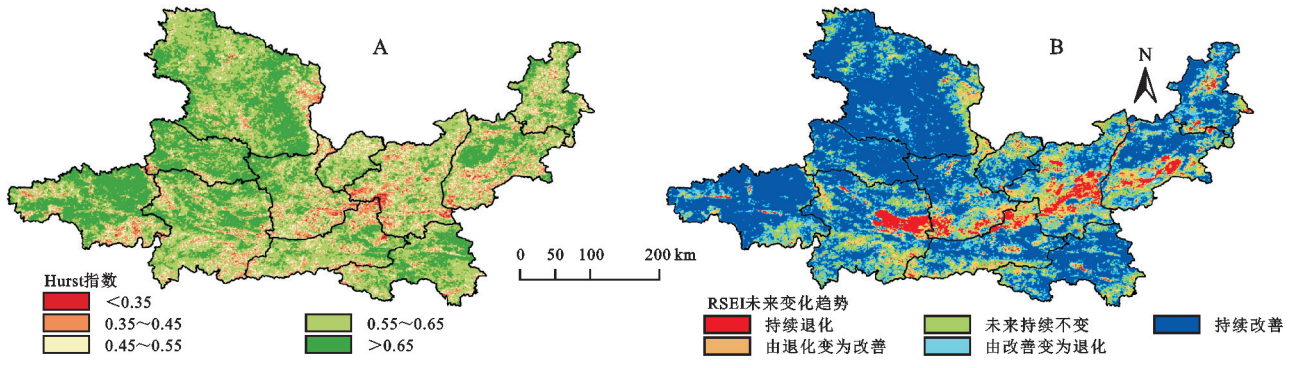 A
B
N
0 50 100 200 km
Hurst指数
<0.35
0.35～0.45
0.45～0.55
0.55～0.65
>0.65
RSEI未来变化趋势
持续退化
由退化变为改善
未来持续不变
由改善变为退化
持续改善